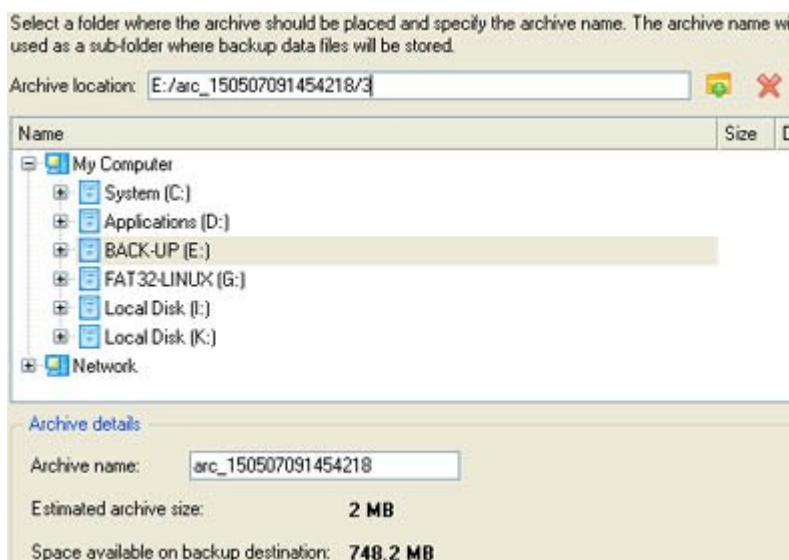 Select a folder where the archive should be placed and specify the archive name. The archive name
used as a sub-folder where backup data files will be stored.
Archive location: E:/arc_150507091454218/3
Name Size
My Computer
System (C:)
Applications (D:)
BACK-UP (E:)
FAT32-LINUX (G:)
Local Disk (I:)
Local Disk (K:)
Network
Archive details
Archive name: arc_150507091454218
Estimated archive size: 2 MB
Space available on backup destination: 748.2 MB